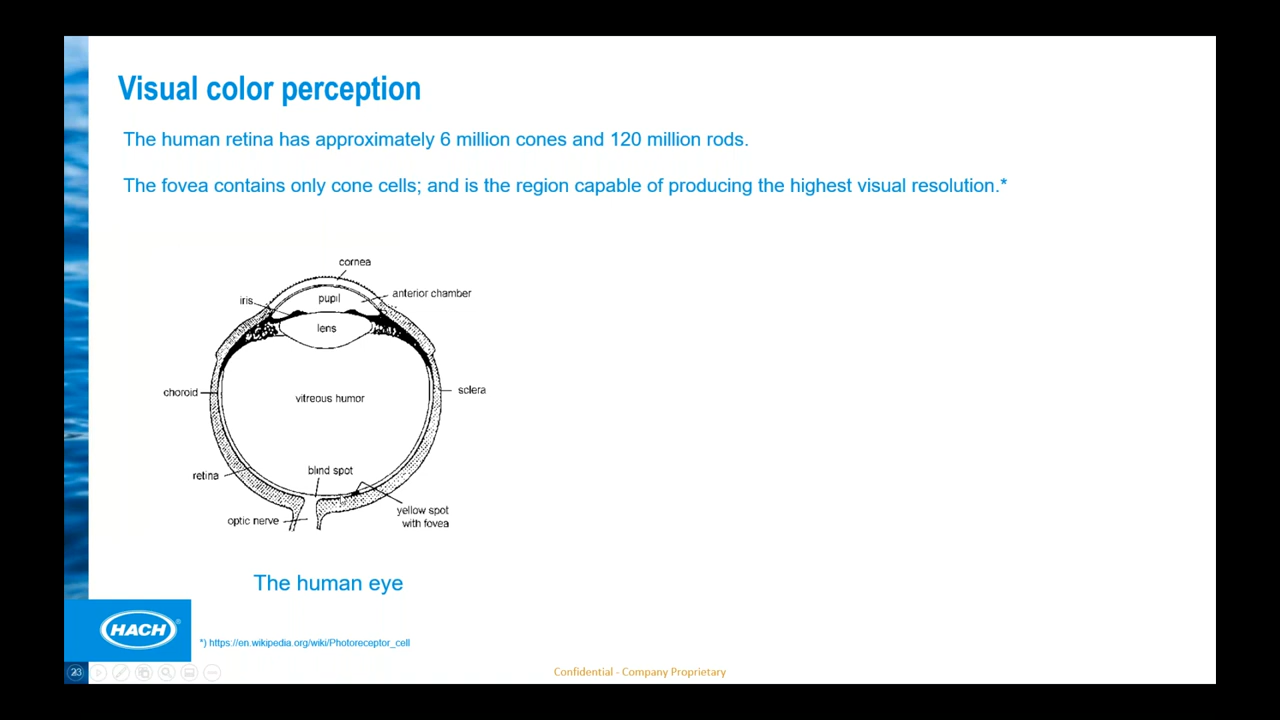 Visual color perception
The human retina has approximately 6 million cones and 120 million rods.
The fovea contains only cone cells; and is the region capable of producing the highest visual resolution.*
cornea
iris
pupil
anterior chamber
lens
choroid
vitreous humor
sclera
retina
blind spot
optic nerve
yellow spot
with fovea
The human eye
HACH®
*) https://en.wikipedia.org/wiki/Photoreceptor_cell
Confidential - Company Proprietary